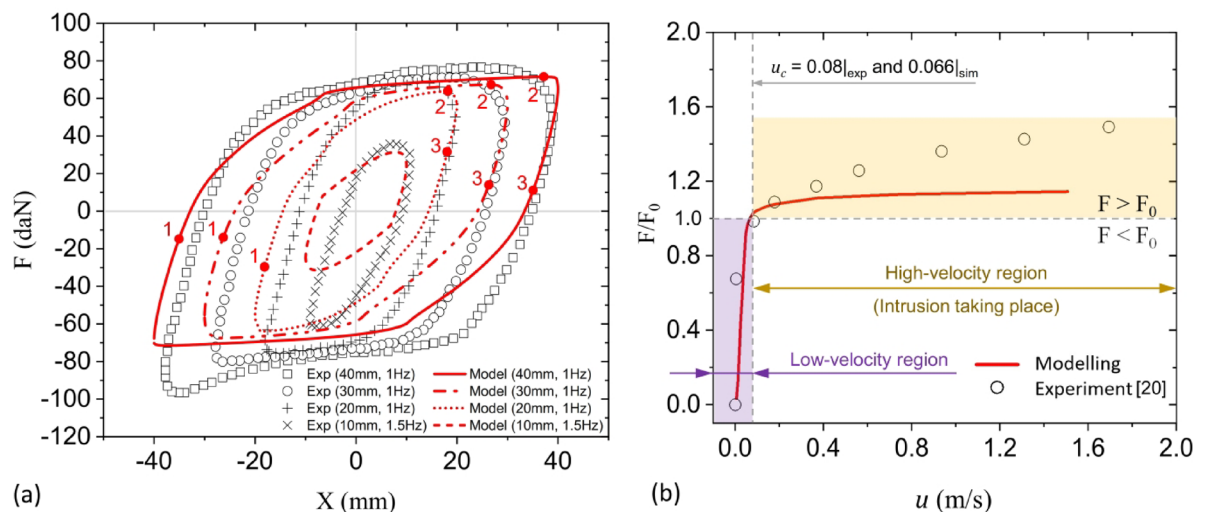 100
80
60
40
20
0
-20
-40
-60
-80
-100
-120
F (daN)
1
1
1
2
2
2
3
3
3
Exp (40mm, 1Hz)
Exp (30mm, 1Hz)
Exp (20mm, 1Hz)
Exp (10mm, 1.5Hz)
Model (40mm, 1Hz)
Model (30mm, 1Hz)
Model (20mm, 1Hz)
Model (10mm, 1.5Hz)
-40 -20 0 20 40
X (mm)
(a)
2.0
1.6
1.4
1.2
1.0
0.8
0.4
0.0
F/F₀
u_c = 0.08|exp and 0.066|sim
F > F₀
F < F₀
High-velocity region
(Intrusion taking place)
Low-velocity region
Modelling
Experiment [20]
0.0 0.4 0.8 1.2 1.6 2.0
u (m/s)
(b)